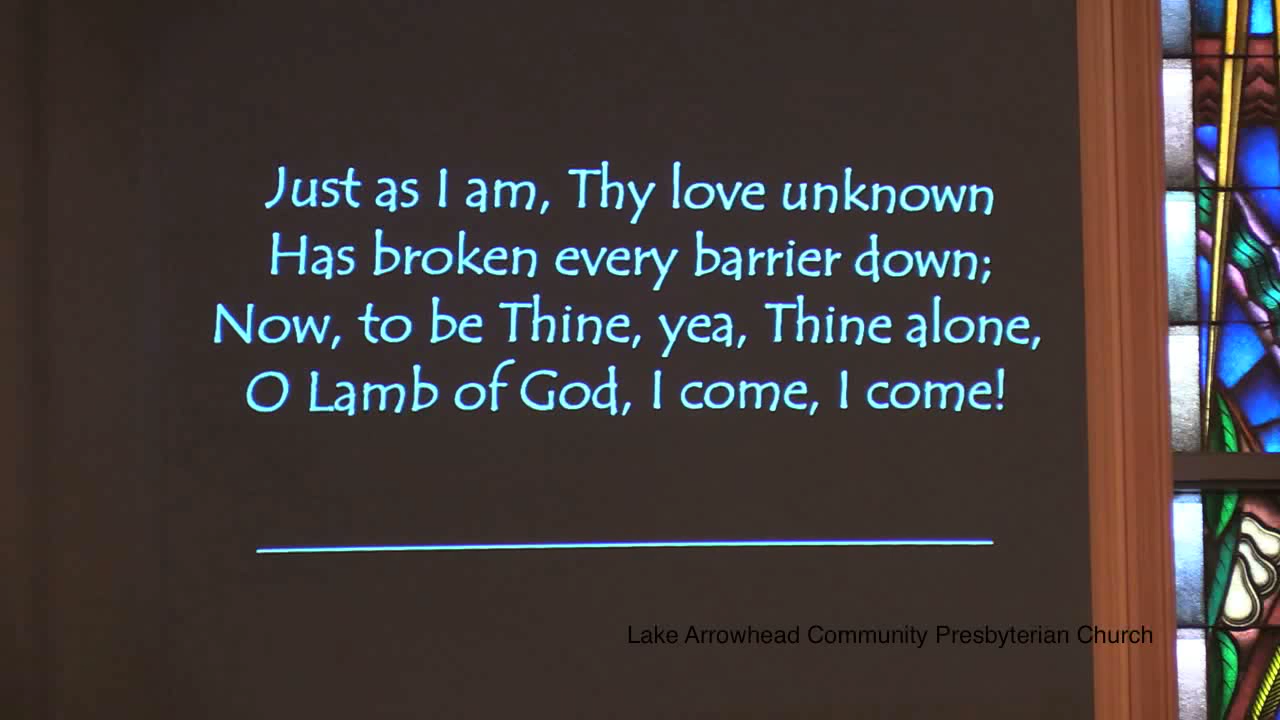 Just as I am, Thy love unknown
Has broken every barrier down;
Now, to be Thine, yea, Thine alone,
O Lamb of God, I come, I come!
Lake Arrowhead Community Presbyterian Church